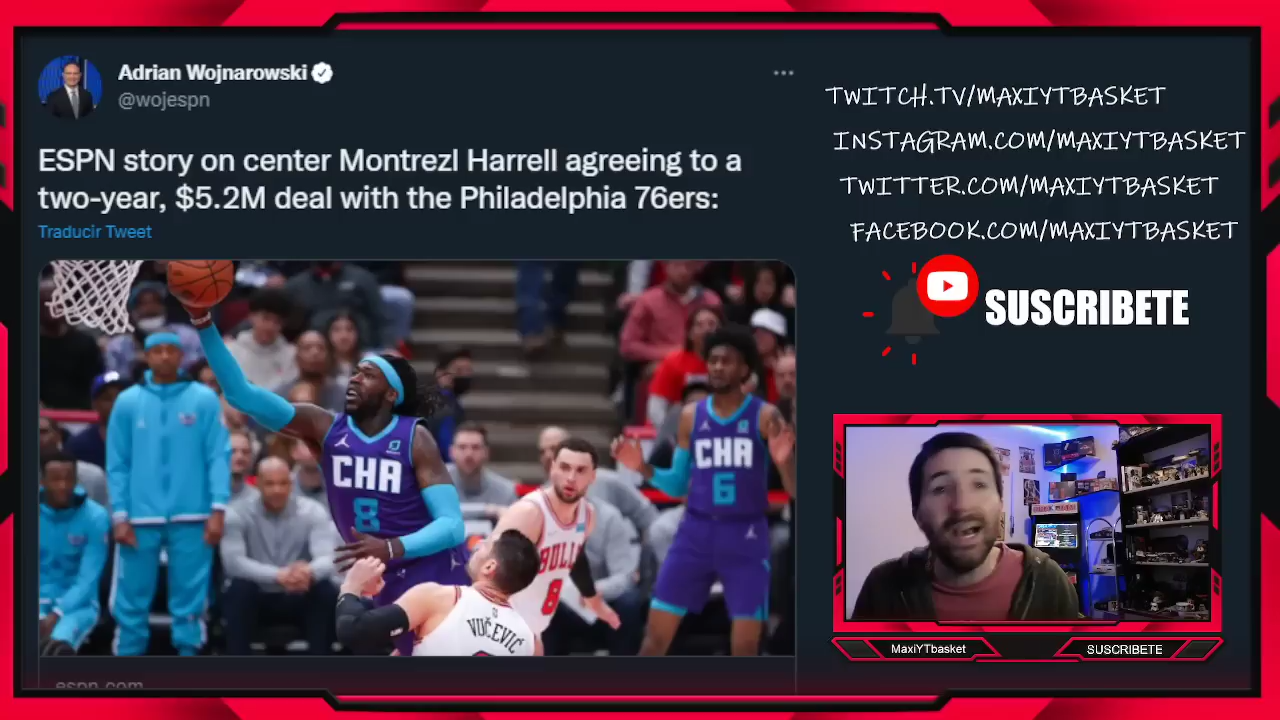 Adrian Wojnarowski
@wojespn
ESPN story on center Montrezl Harrell agreeing to a
two-year, $5.2M deal with the Philadelphia 76ers:
Traducir Tweet
CHA
8
CHA
6
BULLS
8
VUČEVIĆ
espn.com
TWITCH.TV/MAXIYTBASKET
INSTAGRAM.COM/MAXIYTBASKET
TWITTER.COM/MAXIYTBASKET
FACEBOOK.COM/MAXIYTBASKET
SUSCRIBETE
MaxiYTbasket
SUSCRIBETE